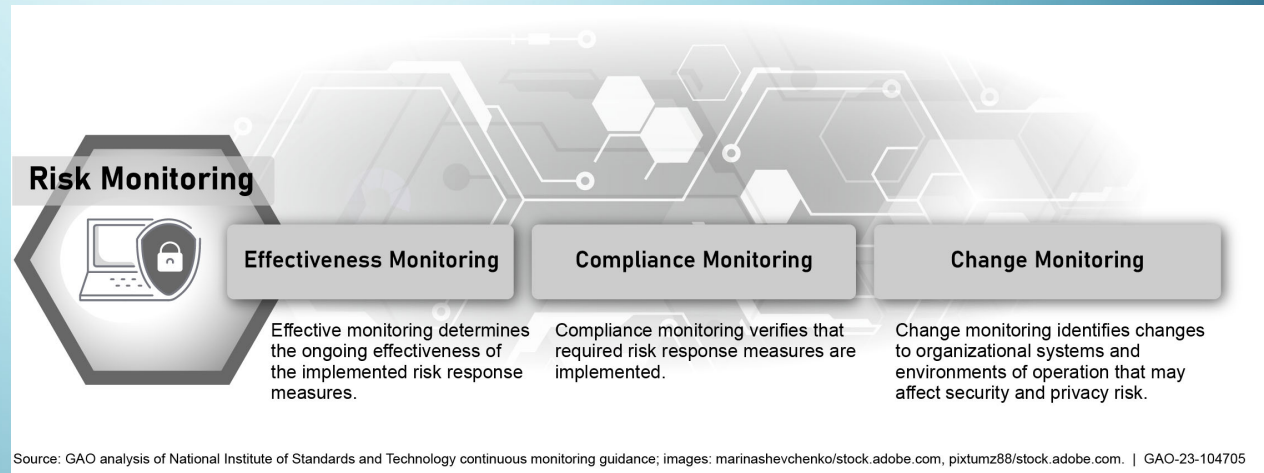 Risk Monitoring
Effectiveness Monitoring
Effective monitoring determines
the ongoing effectiveness of
the implemented risk response
measures.
Compliance Monitoring
Compliance monitoring verifies that
required risk response measures are
implemented.
Change Monitoring
Change monitoring identifies changes
to organizational systems and
environments of operation that may
affect security and privacy risk.
Source: GAO analysis of National Institute of Standards and Technology continuous monitoring guidance; images: marinashevchenko/stock.adobe.com, pixtumz88/stock.adobe.com. | GAO-23-104705